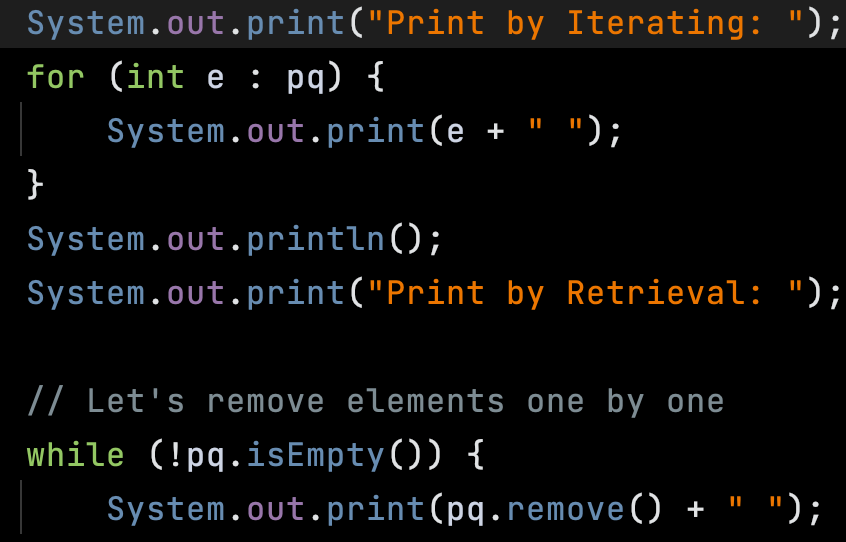 System.out.print("Print by Iterating: ");
for (int e : pq) {
    System.out.print(e + " ");
}
System.out.println();
System.out.print("Print by Retrieval: ");
// Let's remove elements one by one
while (!pq.isEmpty()) {
    System.out.print(pq.remove() + " ");